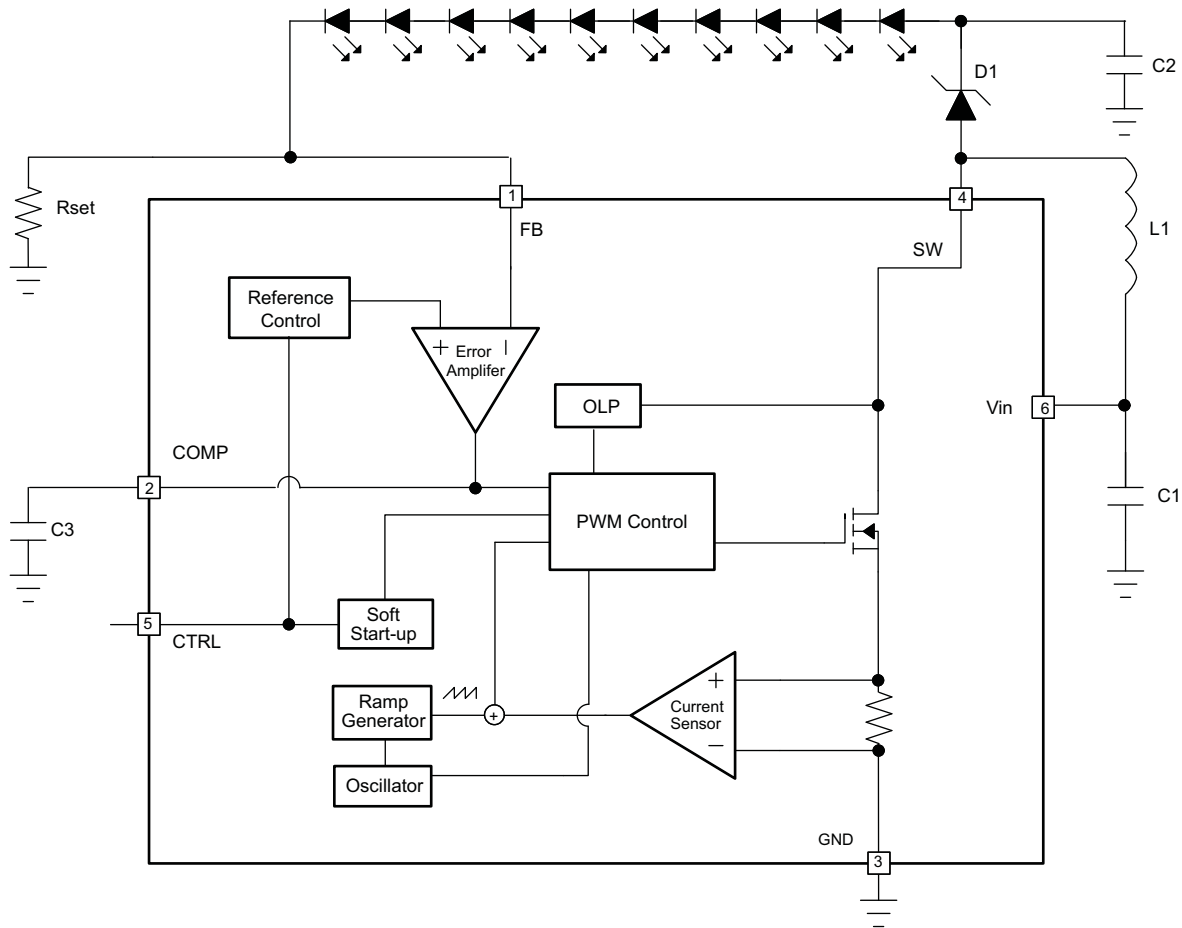 D1
C2
Rset
1
4
FB
L1
SW
Reference
Control
+ Error –
Amplifer
OLP
Vin
6
COMP
2
C1
PWM Control
C3
Soft
Start-up
5
CTRL
+
Current
Sensor
–
Ramp
Generator
+
Oscillator
GND
3